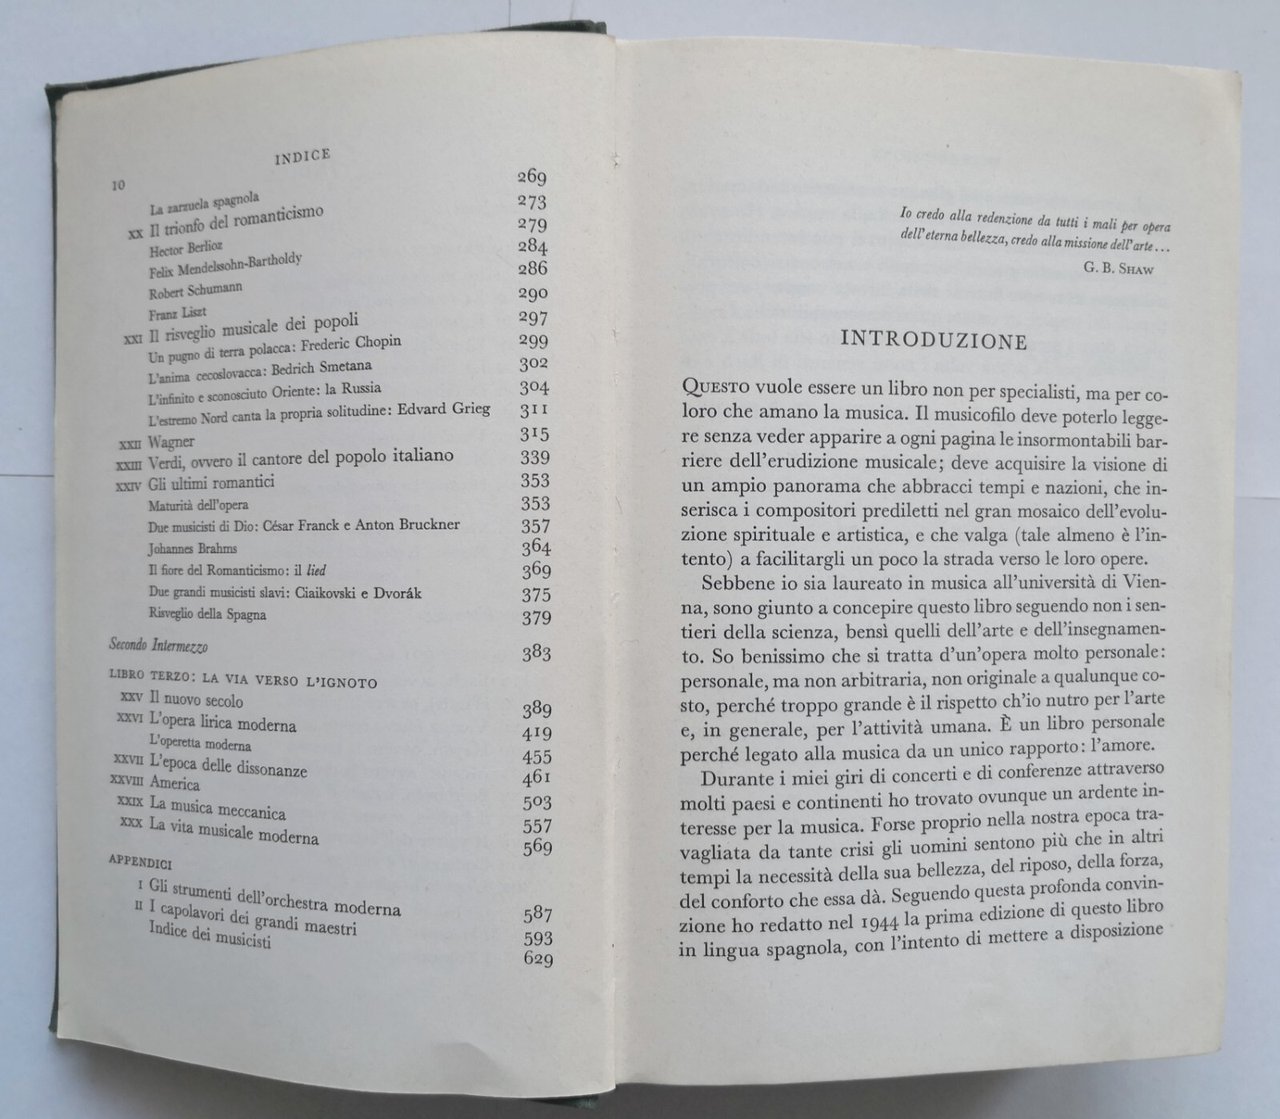 INDICE
10
La zarzuela spagnola 269
XX Il trionfo del romanticismo 273
Hector Berlioz 279
Felix Mendelssohn-Bartholdy 284
Robert Schumann 286
Franz Liszt 290
XXI Il risveglio musicale dei popoli 297
Un pugno di terra polacca: Frederic Chopin 299
L'anima cecoslovacca: Bedrich Smetana 302
L'infinito e sconosciuto Oriente: la Russia 304
L'estremo Nord canta la propria solitudine: Edvard Grieg 311
XXII Wagner 315
XXIII Verdi, ovvero il cantore del popolo italiano 339
XXIV Gli ultimi romantici 353
Maturità dell'opera 353
Due musicisti di Dio: César Franck e Anton Bruckner 357
Johannes Brahms 364
Il fiore del Romanticismo: il lied 369
Due grandi musicisti slavi: Ciaikovski e Dvorák 375
Risveglio della Spagna 379
Secondo Intermezzo 383
LIBRO TERZO: LA VIA VERSO L'IGNOTO
XXV Il nuovo secolo 389
XXVI L'opera lirica moderna 419
L'operetta moderna 455
XXVII L'epoca delle dissonanze 461
XXVIII America 503
XXIX La musica meccanica 557
XXX La vita musicale moderna 569
APPENDICI
I Gli strumenti dell'orchestra moderna 587
II I capolavori dei grandi maestri 593
Indice dei musicisti 629
Io credo alla redenzione da tutti i mali per opera
dell'eterna bellezza, credo alla missione dell'arte...
G. B. SHAW
INTRODUZIONE
QUESTO vuole essere un libro non per specialisti, ma per co-
loro che amano la musica. Il musicofilo deve poterlo legge-
re senza veder apparire a ogni pagina le insormontabili bar-
riere dell'erudizione musicale; deve acquisire la visione di
un ampio panorama che abbracci tempi e nazioni, che in-
serisca i compositori prediletti nel gran mosaico dell'evolu-
zione spirituale e artistica, e che valga (tale almeno è l'in-
tento) a facilitargli un poco la strada verso le loro opere.
Sebbene io sia laureato in musica all'università di Vien-
na, sono giunto a concepire questo libro seguendo non i sen-
tieri della scienza, bensì quelli dell'arte e dell'insegnamen-
to. So benissimo che si tratta d'un'opera molto personale:
personale, ma non arbitraria, non originale a qualunque co-
sto, perché troppo grande è il rispetto ch'io nutro per l'arte
e, in generale, per l'attività umana. È un libro personale
perché legato alla musica da un unico rapporto: l'amore.
Durante i miei giri di concerti e di conferenze attraverso
molti paesi e continenti ho trovato ovunque un ardente in-
teresse per la musica. Forse proprio nella nostra epoca tra-
vagliata da tante crisi gli uomini sentono più che in altri
tempi la necessità della sua bellezza, del riposo, della forza,
del conforto che essa dà. Seguendo questa profonda convin-
zione ho redatto nel 1944 la prima edizione di questo libro
in lingua spagnola, con l'intento di mettere a disposizione